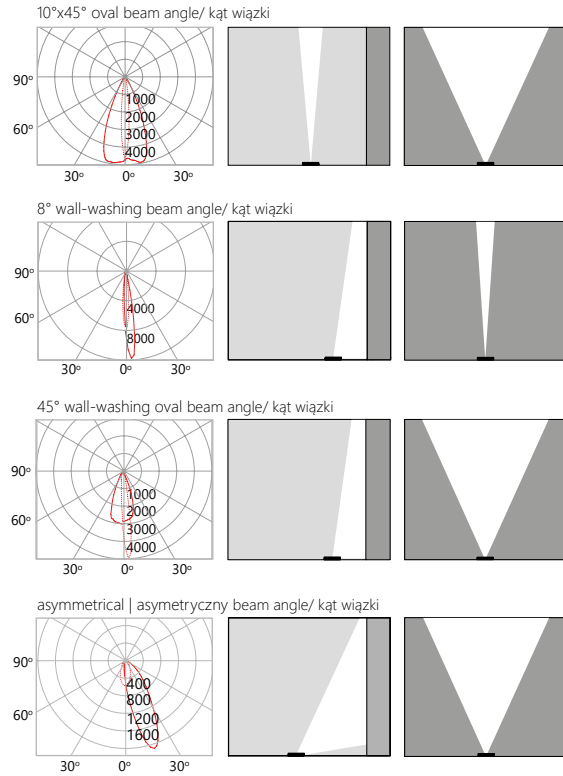 10°x45° oval beam angle/ kąt wiązki
90°
60°
1000
2000
3000
4000
30° 0° 30°
8° wall-washing beam angle/ kąt wiązki
90°
60°
4000
8000
30° 0° 30°
45° wall-washing oval beam angle/ kąt wiązki
90°
60°
1000
2000
3000
4000
30° 0° 30°
asymmetrical | asymetryczny beam angle/ kąt wiązki
90°
60°
400
800
1200
1600
30° 0° 30°